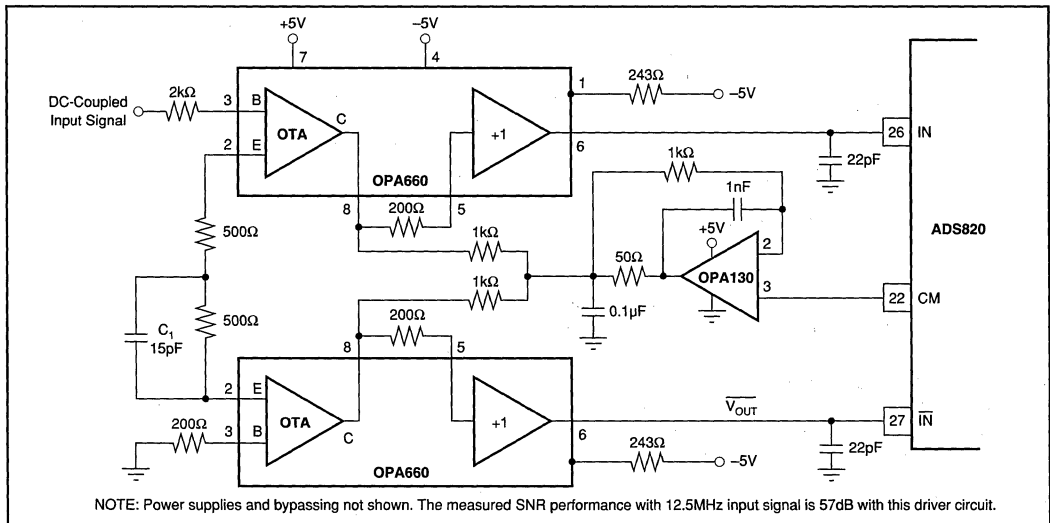 +5V
–5V
7
4
DC-Coupled
Input Signal
2kΩ
3
B
C
OTA
2
E
+1
1
243Ω
–5V
6
26
IN
22pF
OPA660
8
200Ω
5
1kΩ
1nF
ADS820
500Ω
1kΩ
+5V
2
50Ω
OPA130
3
22
CM
1kΩ
0.1µF
C1
15pF
500Ω
8
200Ω
5
2
E
OTA
+1
VOUT
27
IN
200Ω
3
B
C
6
243Ω
–5V
22pF
OPA660
NOTE: Power supplies and bypassing not shown. The measured SNR performance with 12.5MHz input signal is 57dB with this driver circuit.